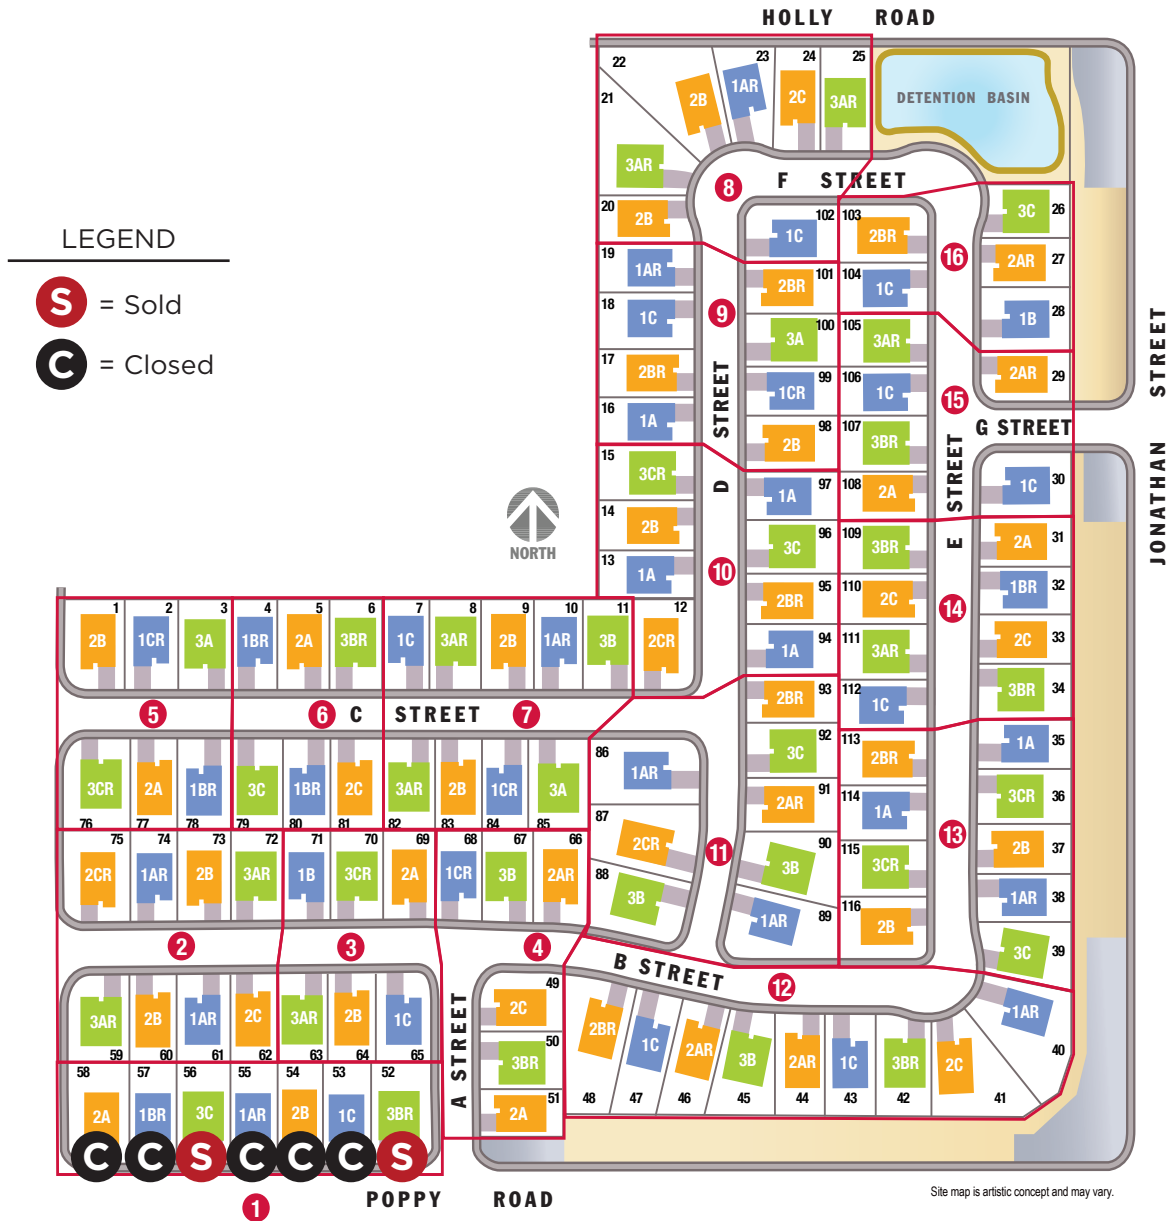 HOLLY ROAD
22
23
24
25
21
2B
1AR
2C
3AR
DETENTION BASIN
3AR
8
F STREET
20
2B
102
1C
103
2BR
3C
26
16
2AR
27
LEGEND
S = Sold
C = Closed
19
1AR
18
1C
17
2BR
16
1A
9
101
2BR
100
3A
99
1CR
98
2B
104
1C
105
3AR
106
1C
107
3BR
108
2A
1B
28
2AR
29
15
G STREET
JONATHAN STREET
D STREET
E STREET
15
3CR
14
2B
13
1A
NORTH
10
97
1A
96
3C
95
2BR
94
1A
109
3BR
110
2C
111
3AR
112
1C
14
1C
30
2A
31
1BR
32
2C
33
3BR
34
1
2B
2
1CR
3
3A
4
1BR
5
2A
6
3BR
7
1C
8
3AR
9
2B
10
1AR
11
3B
12
2CR
5
6
C STREET
7
93
2BR
92
3C
91
2AR
90
3B
89
1AR
113
2BR
114
1A
115
3CR
116
2B
13
1A
35
3CR
36
2B
37
1AR
38
3C
39
3CR
76
2A
77
1BR
78
3C
79
1BR
80
2C
81
3AR
82
2B
83
1CR
84
3A
85
86
1AR
87
2CR
88
3B
11
75
2CR
74
1AR
73
2B
72
3AR
71
1B
70
3CR
69
2A
68
1CR
67
3B
66
2AR
2
3
4
B STREET
12
3AR
59
2B
60
1AR
61
2C
62
3AR
63
2B
64
1C
65
A STREET
49
2C
50
3BR
51
2A
2BR
48
1C
47
2AR
46
3B
45
2AR
44
1C
43
3BR
42
2C
41
1AR
40
58
2A
57
1BR
56
3C
55
1AR
54
2B
53
1C
52
3BR
C C S C C C S
1
POPPY ROAD
Site map is artistic concept and may vary.